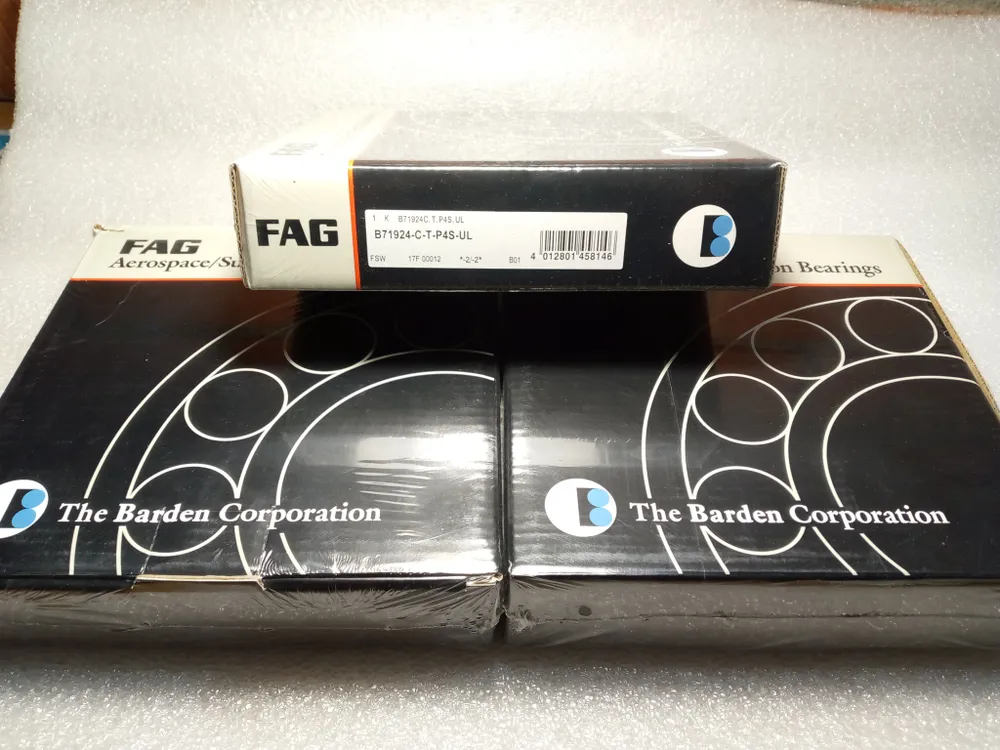 FAG
1 K B71924C.T.P4S.UL
B71924-C-T-P4S-UL
FSW 17F 00012 *-2/-2* B01
4 012801 458146
FAG
Aerospace/Su
on Bearings
The Barden Corporation
The Barden Corporation